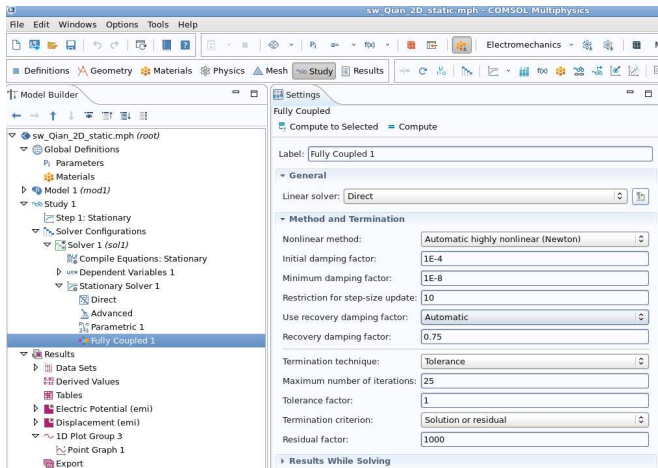 sw_Qian_2D_static.mph - COMSOL Multiphysics
File Edit Windows Options Tools Help
Pi a= f(x) Electromechanics M
Definitions Geometry Materials Physics Mesh Study Results f(x)
Model Builder
sw_Qian_2D_static.mph (root)
Global Definitions
Pi Parameters
Materials
Model 1 (mod1)
Study 1
Step 1: Stationary
Solver Configurations
Solver 1 (sol1)
Compile Equations: Stationary
Dependent Variables 1
Stationary Solver 1
Direct
Advanced
Parametric 1
Fully Coupled 1
Results
Data Sets
Derived Values
Tables
Electric Potential (emi)
Displacement (emi)
1D Plot Group 3
Point Graph 1
Export
Settings
Fully Coupled
Compute to Selected = Compute
Label: Fully Coupled 1
General
Linear solver: Direct
Method and Termination
Nonlinear method: Automatic highly nonlinear (Newton)
Initial damping factor: 1E-4
Minimum damping factor: 1E-8
Restriction for step-size update: 10
Use recovery damping factor: Automatic
Recovery damping factor: 0.75
Termination technique: Tolerance
Maximum number of iterations: 25
Tolerance factor: 1
Termination criterion: Solution or residual
Residual factor: 1000
Results While Solving